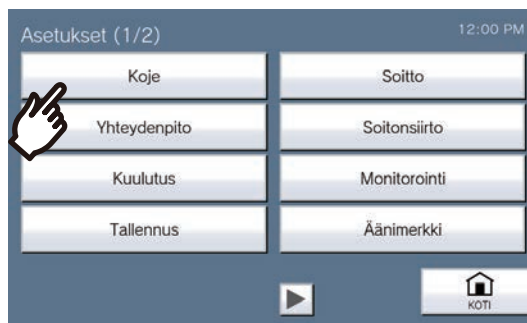 Asetukset (1/2)
12:00 PM
Koje
Soitto
Yhteydenpito
Soitonsiirto
Kuulutus
Monitorointi
Tallennus
Äänimerkki
KOTI